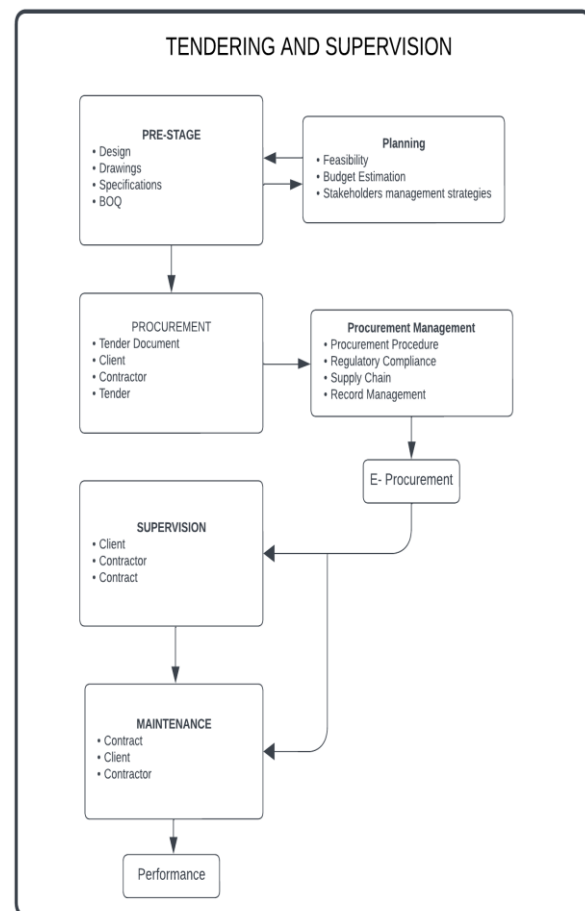 TENDERING AND SUPERVISION
PRE-STAGE
• Design
• Drawings
• Specifications
• BOQ
Planning
• Feasibility
• Budget Estimation
• Stakeholders management strategies
PROCUREMENT
• Tender Document
• Client
• Contractor
• Tender
Procurement Management
• Procurement Procedure
• Regulatory Compliance
• Supply Chain
• Record Management
E- Procurement
SUPERVISION
• Client
• Contractor
• Contract
MAINTENANCE
• Contract
• Client
• Contractor
Performance